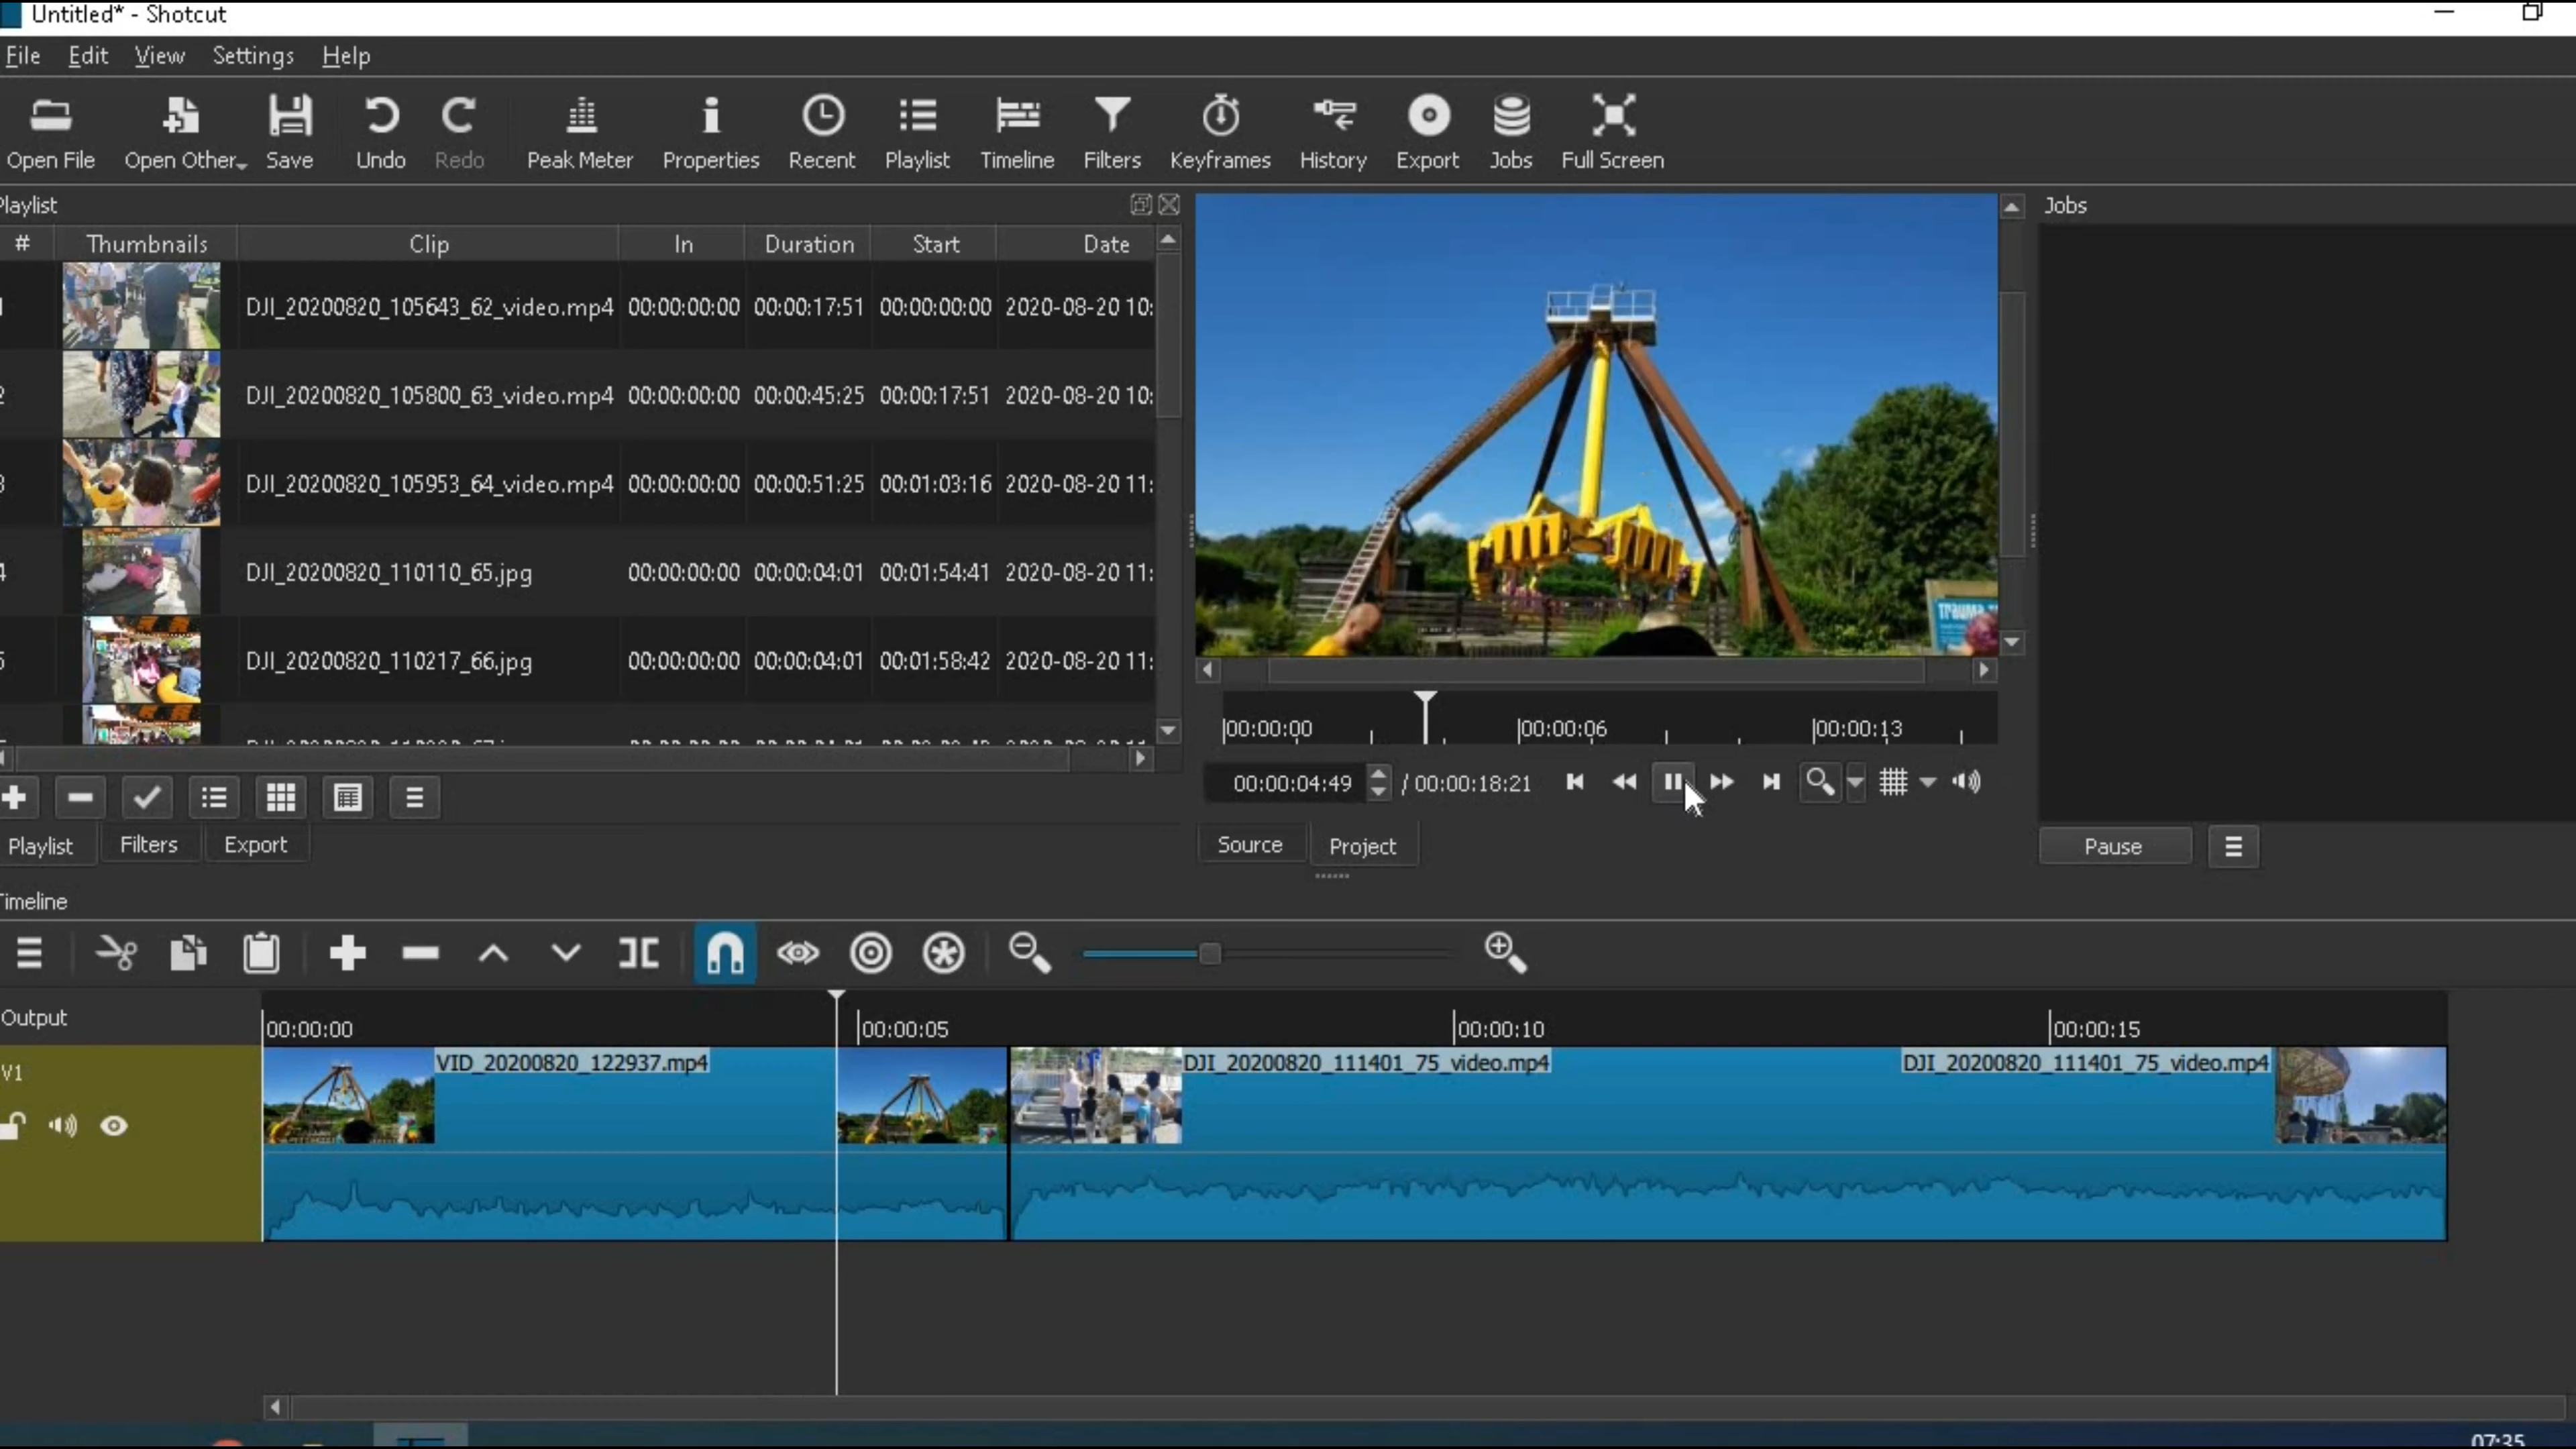 Untitled* - Shotcut
File Edit View Settings Help
Open File Open Other Save Undo Redo Peak Meter Properties Recent Playlist Timeline Filters Keyframes History Export Jobs Full Screen
Playlist
Jobs
# Thumbnails Clip In Duration Start Date
1 DJI_20200820_105643_62_video.mp4 00:00:00:00 00:00:17:51 00:00:00:00 2020-08-20 10:
2 DJI_20200820_105800_63_video.mp4 00:00:00:00 00:00:45:25 00:00:17:51 2020-08-20 10:
3 DJI_20200820_105953_64_video.mp4 00:00:00:00 00:00:51:25 00:01:03:16 2020-08-20 11:
4 DJI_20200820_110110_65.jpg 00:00:00:00 00:00:04:01 00:01:54:41 2020-08-20 11:
5 DJI_20200820_110217_66.jpg 00:00:00:00 00:00:04:01 00:01:58:42 2020-08-20 11:
TRAUMA
00:00:00 00:00:06 00:00:13
00:00:04:49 / 00:00:18:21
Playlist Filters Export
Source Project
Pause
Timeline
Output
00:00:00 00:00:05 00:00:10 00:00:15
V1
VID_20200820_122937.mp4 DJI_20200820_111401_75_video.mp4 DJI_20200820_111401_75_video.mp4
07:35